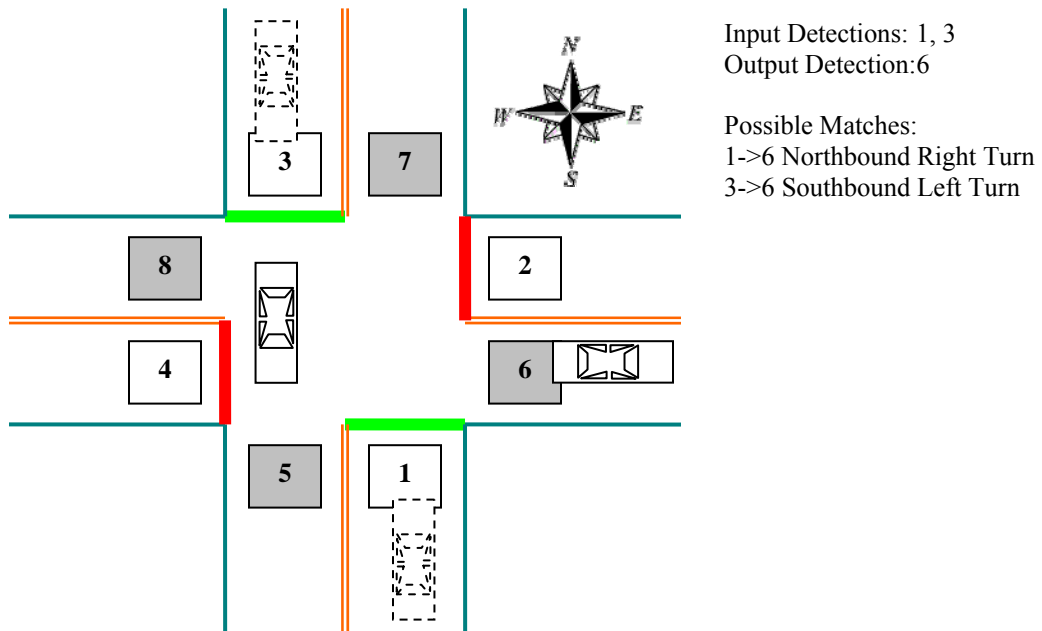 Input Detections: 1, 3
Output Detection:6
Possible Matches:
1->6 Northbound Right Turn
3->6 Southbound Left Turn
N
W E
S
3 7
8 2
4 6
5 1